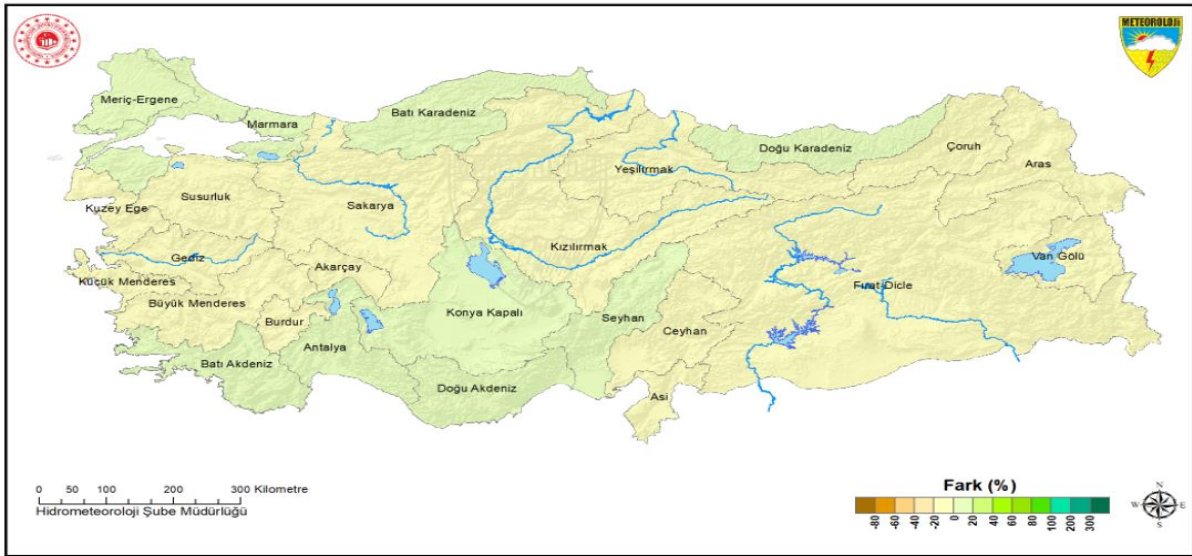 METEOROLOJİ
Meriç-Ergene
Marmara
Batı Karadeniz
Doğu Karadeniz
Çoruh
Aras
Yeşilırmak
Susurluk
Kuzey Ege
Sakarya
Kızılırmak
Gediz
Akarçay
Van Gölü
Küçük Menderes
Fırat-Dicle
Büyük Menderes
Burdur
Konya Kapalı
Seyhan
Ceyhan
Antalya
Batı Akdeniz
Doğu Akdeniz
Asi
0 50 100 200 300 Kilometre
Hidrometeoroloji Şube Müdürlüğü
Fark (%)
-80 -60 -40 -20 0 20 40 60 80 100 200 300
N
W E
S